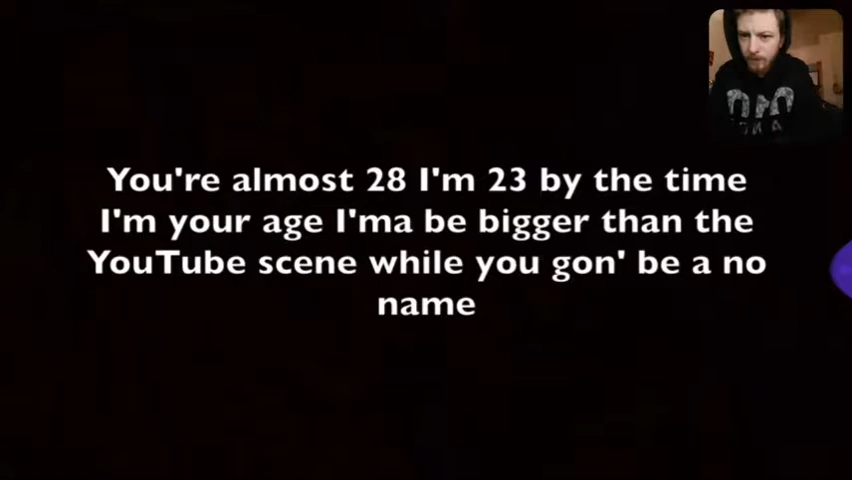 You're almost 28 I'm 23 by the time
I'm your age I'ma be bigger than the
YouTube scene while you gon' be a no
name